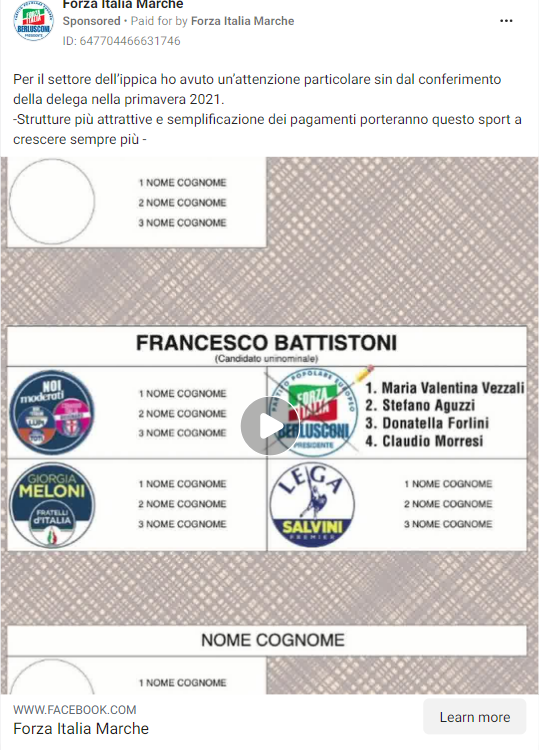 Forza Italia Marche
Sponsored • Paid for by Forza Italia Marche
ID: 647704466631746
Per il settore dell'ippica ho avuto un'attenzione particolare sin dal conferimento
della delega nella primavera 2021.
-Strutture più attrattive e semplificazione dei pagamenti porteranno questo sport a
crescere sempre più -
1 NOME COGNOME
2 NOME COGNOME
3 NOME COGNOME
FRANCESCO BATTISTONI
(Candidato uninominale)
NOI
moderati
1 NOME COGNOME
2 NOME COGNOME
3 NOME COGNOME
PARTITO POPOLARE EUROPEO
FORZA
ITALIA
BERLUSCONI
PRESIDENTE
1. Maria Valentina Vezzali
2. Stefano Aguzzi
3. Donatella Forlini
4. Claudio Morresi
GIORGIA
MELONI
FRATELLI
d'ITALIA
1 NOME COGNOME
2 NOME COGNOME
3 NOME COGNOME
LEGA
SALVINI
PREMIER
1 NOME COGNOME
2 NOME COGNOME
3 NOME COGNOME
NOME COGNOME
1 NOME COGNOME
WWW.FACEBOOK.COM
Forza Italia Marche
Learn more